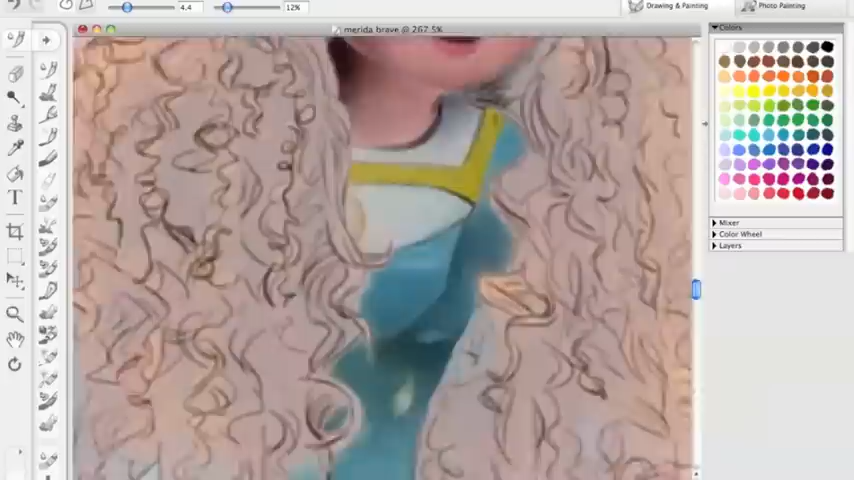 4.4
12%
Drawing & Painting
Photo Painting
merida brave @ 267.5%
Colors
Mixer
Color Wheel
Layers
T